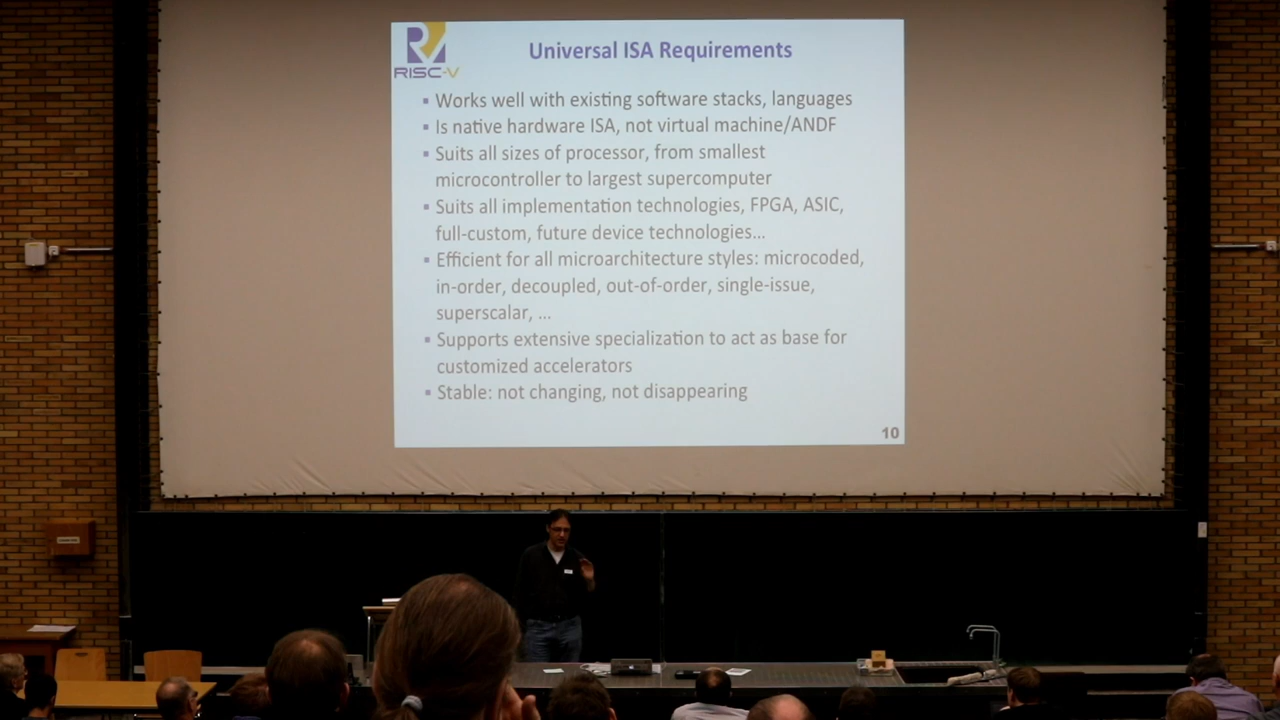 RISC-V
Universal ISA Requirements
▪ Works well with existing software stacks, languages
▪ Is native hardware ISA, not virtual machine/ANDF
▪ Suits all sizes of processor, from smallest
microcontroller to largest supercomputer
▪ Suits all implementation technologies, FPGA, ASIC,
full-custom, future device technologies...
▪ Efficient for all microarchitecture styles: microcoded,
in-order, decoupled, out-of-order, single-issue,
superscalar, ...
▪ Supports extensive specialization to act as base for
customized accelerators
▪ Stable: not changing, not disappearing
10